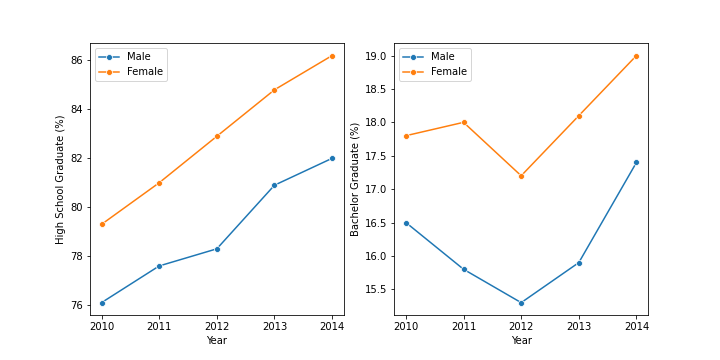 High School Graduate (%)
86
84
82
80
78
76
2010 2011 2012 2013 2014
Year
Male
Female
Bachelor Graduate (%)
19.0
18.5
18.0
17.5
17.0
16.5
16.0
15.5
2010 2011 2012 2013 2014
Year
Male
Female